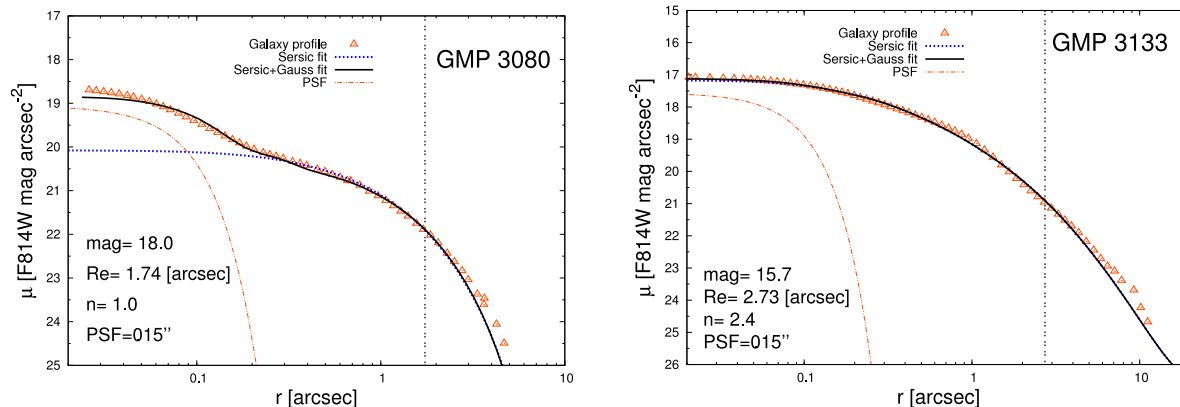 Galaxy profile
Sersic fit
Sersic+Gauss fit
PSF
GMP 3080
18
19
20
21
22
23
24
25
μ [F814W mag arcsec-2]
mag= 18.0
Re= 1.74 [arcsec]
n= 1.0
PSF=015’’
0.1
1
10
r [arcsec]
Galaxy profile
Sersic fit
Sersic+Gauss fit
PSF
GMP 3133
15
16
17
18
19
20
21
22
23
24
25
26
μ [F814W mag arcsec-2]
mag= 15.7
Re= 2.73 [arcsec]
n= 2.4
PSF=015’’
0.1
1
10
r [arcsec]